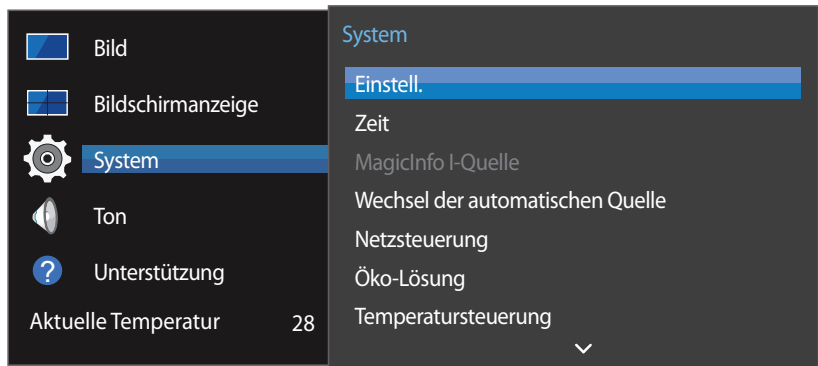 Bild
Bildschirmanzeige
System
Ton
?
Unterstützung
Aktuelle Temperatur 28
System
Einstell.
Zeit
MagicInfo I-Quelle
Wechsel der automatischen Quelle
Netzsteuerung
Öko-Lösung
Temperatursteuerung